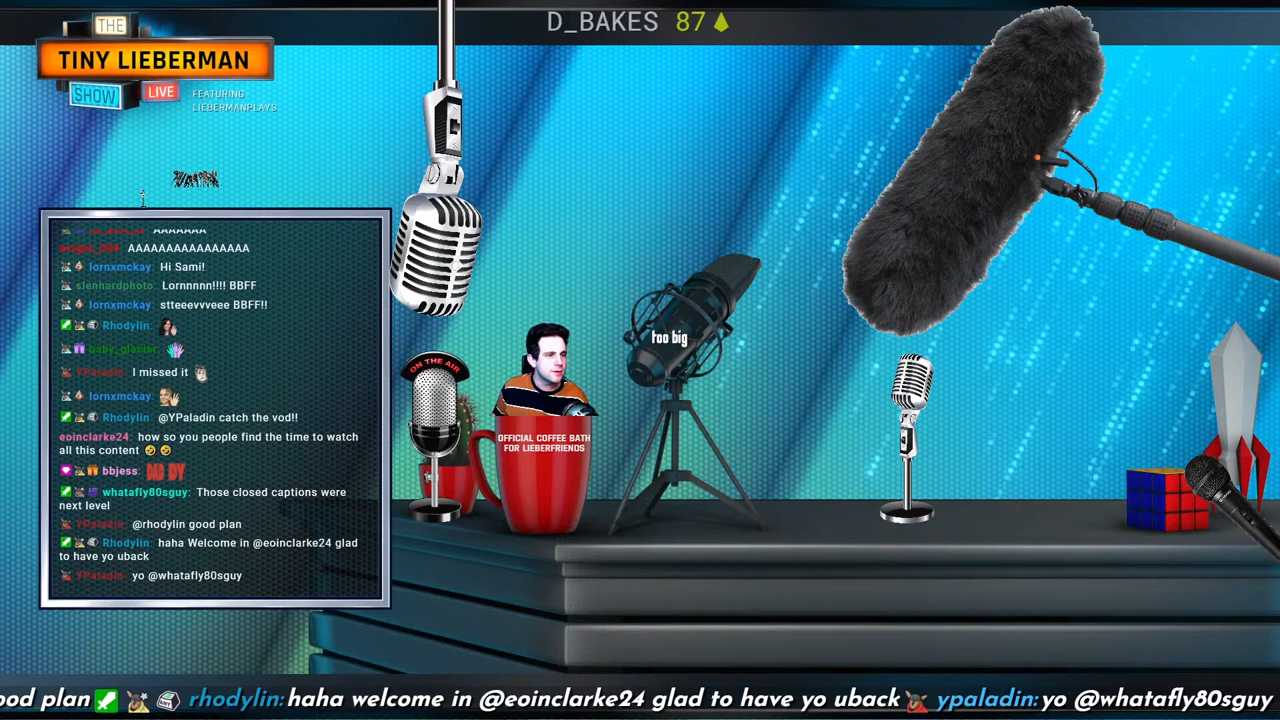 D_BAKES 87
THE
TINY LIEBERMAN
SHOW LIVE
FEATURING
LIEBERMANPLAYS
AAAAAAA
AAAAAAAAAAAAAAAA
lornxmckay: Hi Sami!
slenhardphoto: Lornnnnn!!!! BBFF
lornxmckay: stteeevvveee BBFF!!
Rhodylin:
baby_glacier:
YPaladin: I missed it
lornxmckay:
Rhodylin: @YPaladin catch the vod!!
eoinclarke24: how so you people find the time to watch
all this content 🤣 🤣
bbjess:
whatafly80sguy: Those closed captions were
next level
YPaladin: @rhodylin good plan
Rhodylin: haha Welcome in @eoinclarke24 glad
to have yo uback
YPaladin: yo @whatafly80sguy
ON THE AIR
OFFICIAL COFFEE BATH
FOR LIEBERFRIENDS
too big
ood plan rhodylin: haha welcome in @eoinclarke24 glad to have yo uback ypaladin: yo @whatafly80sguy